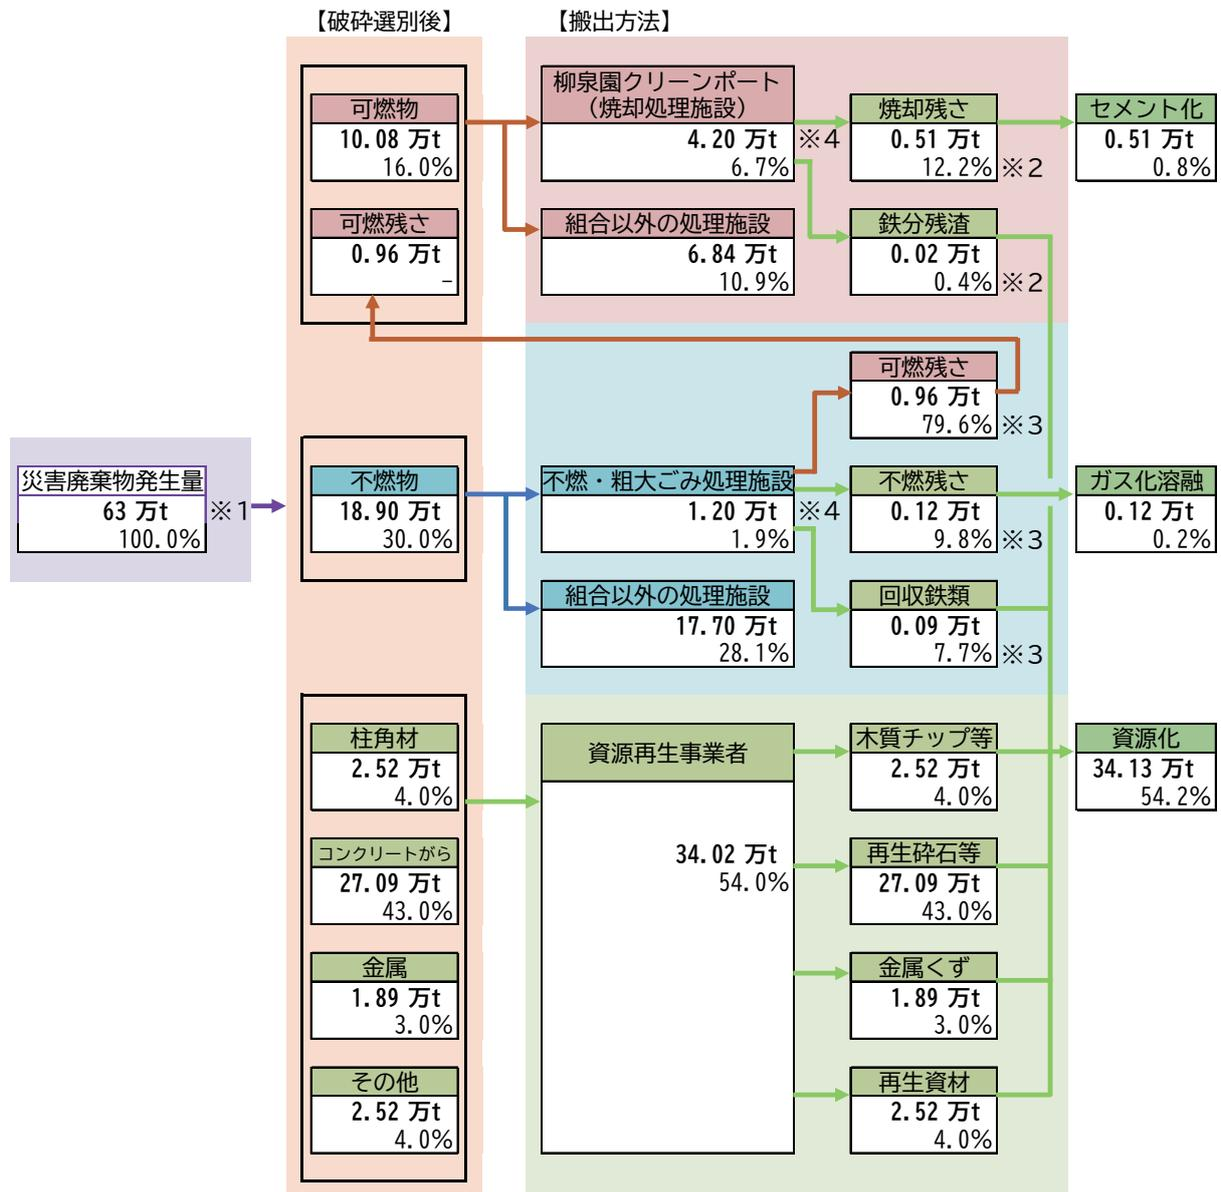 【破砕選別後】
【搬出方法】
可燃物
10.08 万t
16.0%
可燃残さ
0.96 万t
–
柳泉園クリーンポート
（焼却処理施設）
4.20 万t
6.7%
※4
組合以外の処理施設
6.84 万t
10.9%
焼却残さ
0.51 万t
12.2%
※2
鉄分残渣
0.02 万t
0.4%
※2
セメント化
0.51 万t
0.8%
可燃残さ
0.96 万t
79.6%
※3
災害廃棄物発生量
63 万t
100.0%
※1
不燃物
18.90 万t
30.0%
不燃・粗大ごみ処理施設
1.20 万t
1.9%
※4
組合以外の処理施設
17.70 万t
28.1%
不燃残さ
0.12 万t
9.8%
※3
回収鉄類
0.09 万t
7.7%
※3
ガス化溶融
0.12 万t
0.2%
柱角材
2.52 万t
4.0%
コンクリートがら
27.09 万t
43.0%
金属
1.89 万t
3.0%
その他
2.52 万t
4.0%
資源再生事業者
34.02 万t
54.0%
木質チップ等
2.52 万t
4.0%
再生砕石等
27.09 万t
43.0%
金属くず
1.89 万t
3.0%
再生資材
2.52 万t
4.0%
資源化
34.13 万t
54.2%